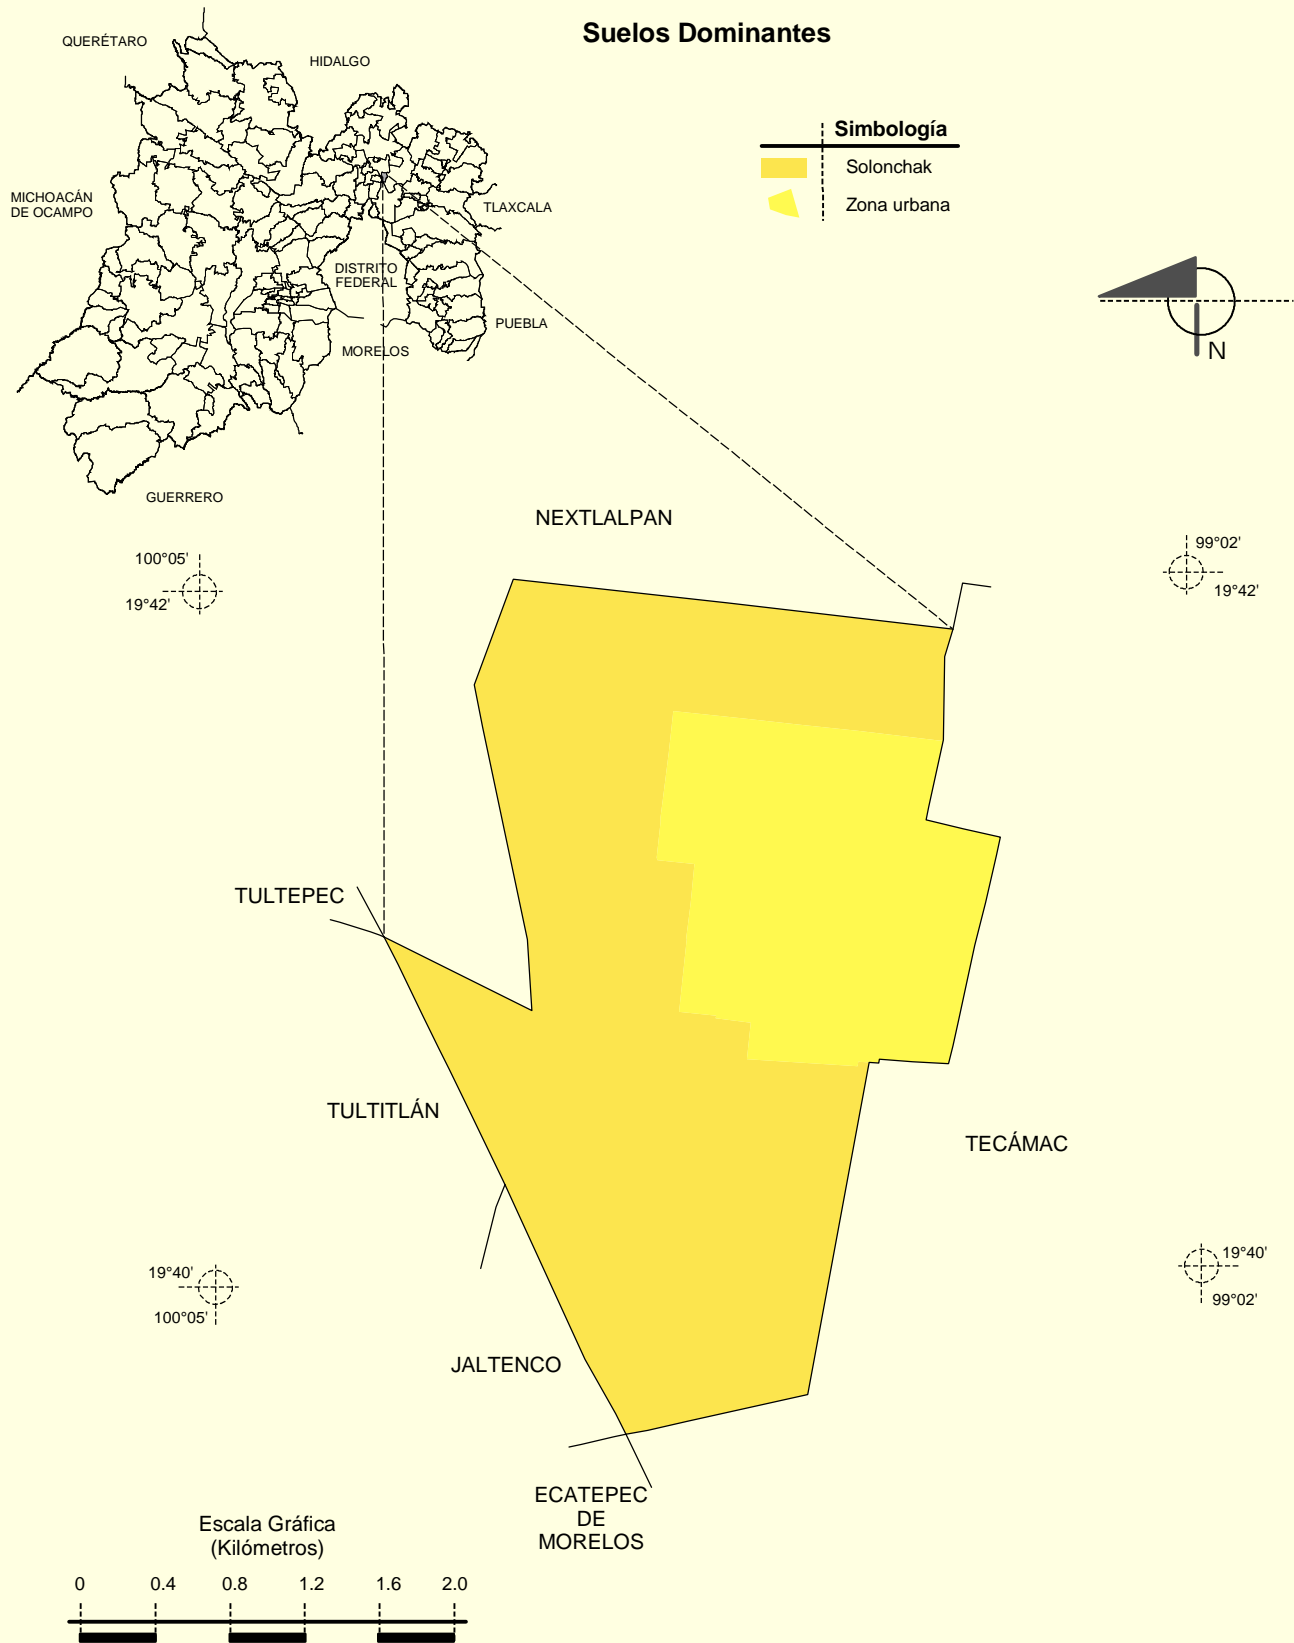 Suelos Dominantes
QUERÉTARO
HIDALGO
MICHOACÁN
DE OCAMPO
TLAXCALA
DISTRITO
FEDERAL
PUEBLA
MORELOS
GUERRERO
Simbología
Solonchak
Zona urbana
N
NEXTLALPAN
100°05'
19°42'
99°02'
19°42'
TULTEPEC
TULTITLÁN
TECÁMAC
19°40'
100°05'
19°40'
99°02'
JALTENCO
ECATEPEC
DE
MORELOS
Escala Gráfica
(Kilómetros)
0 0.4 0.8 1.2 1.6 2.0